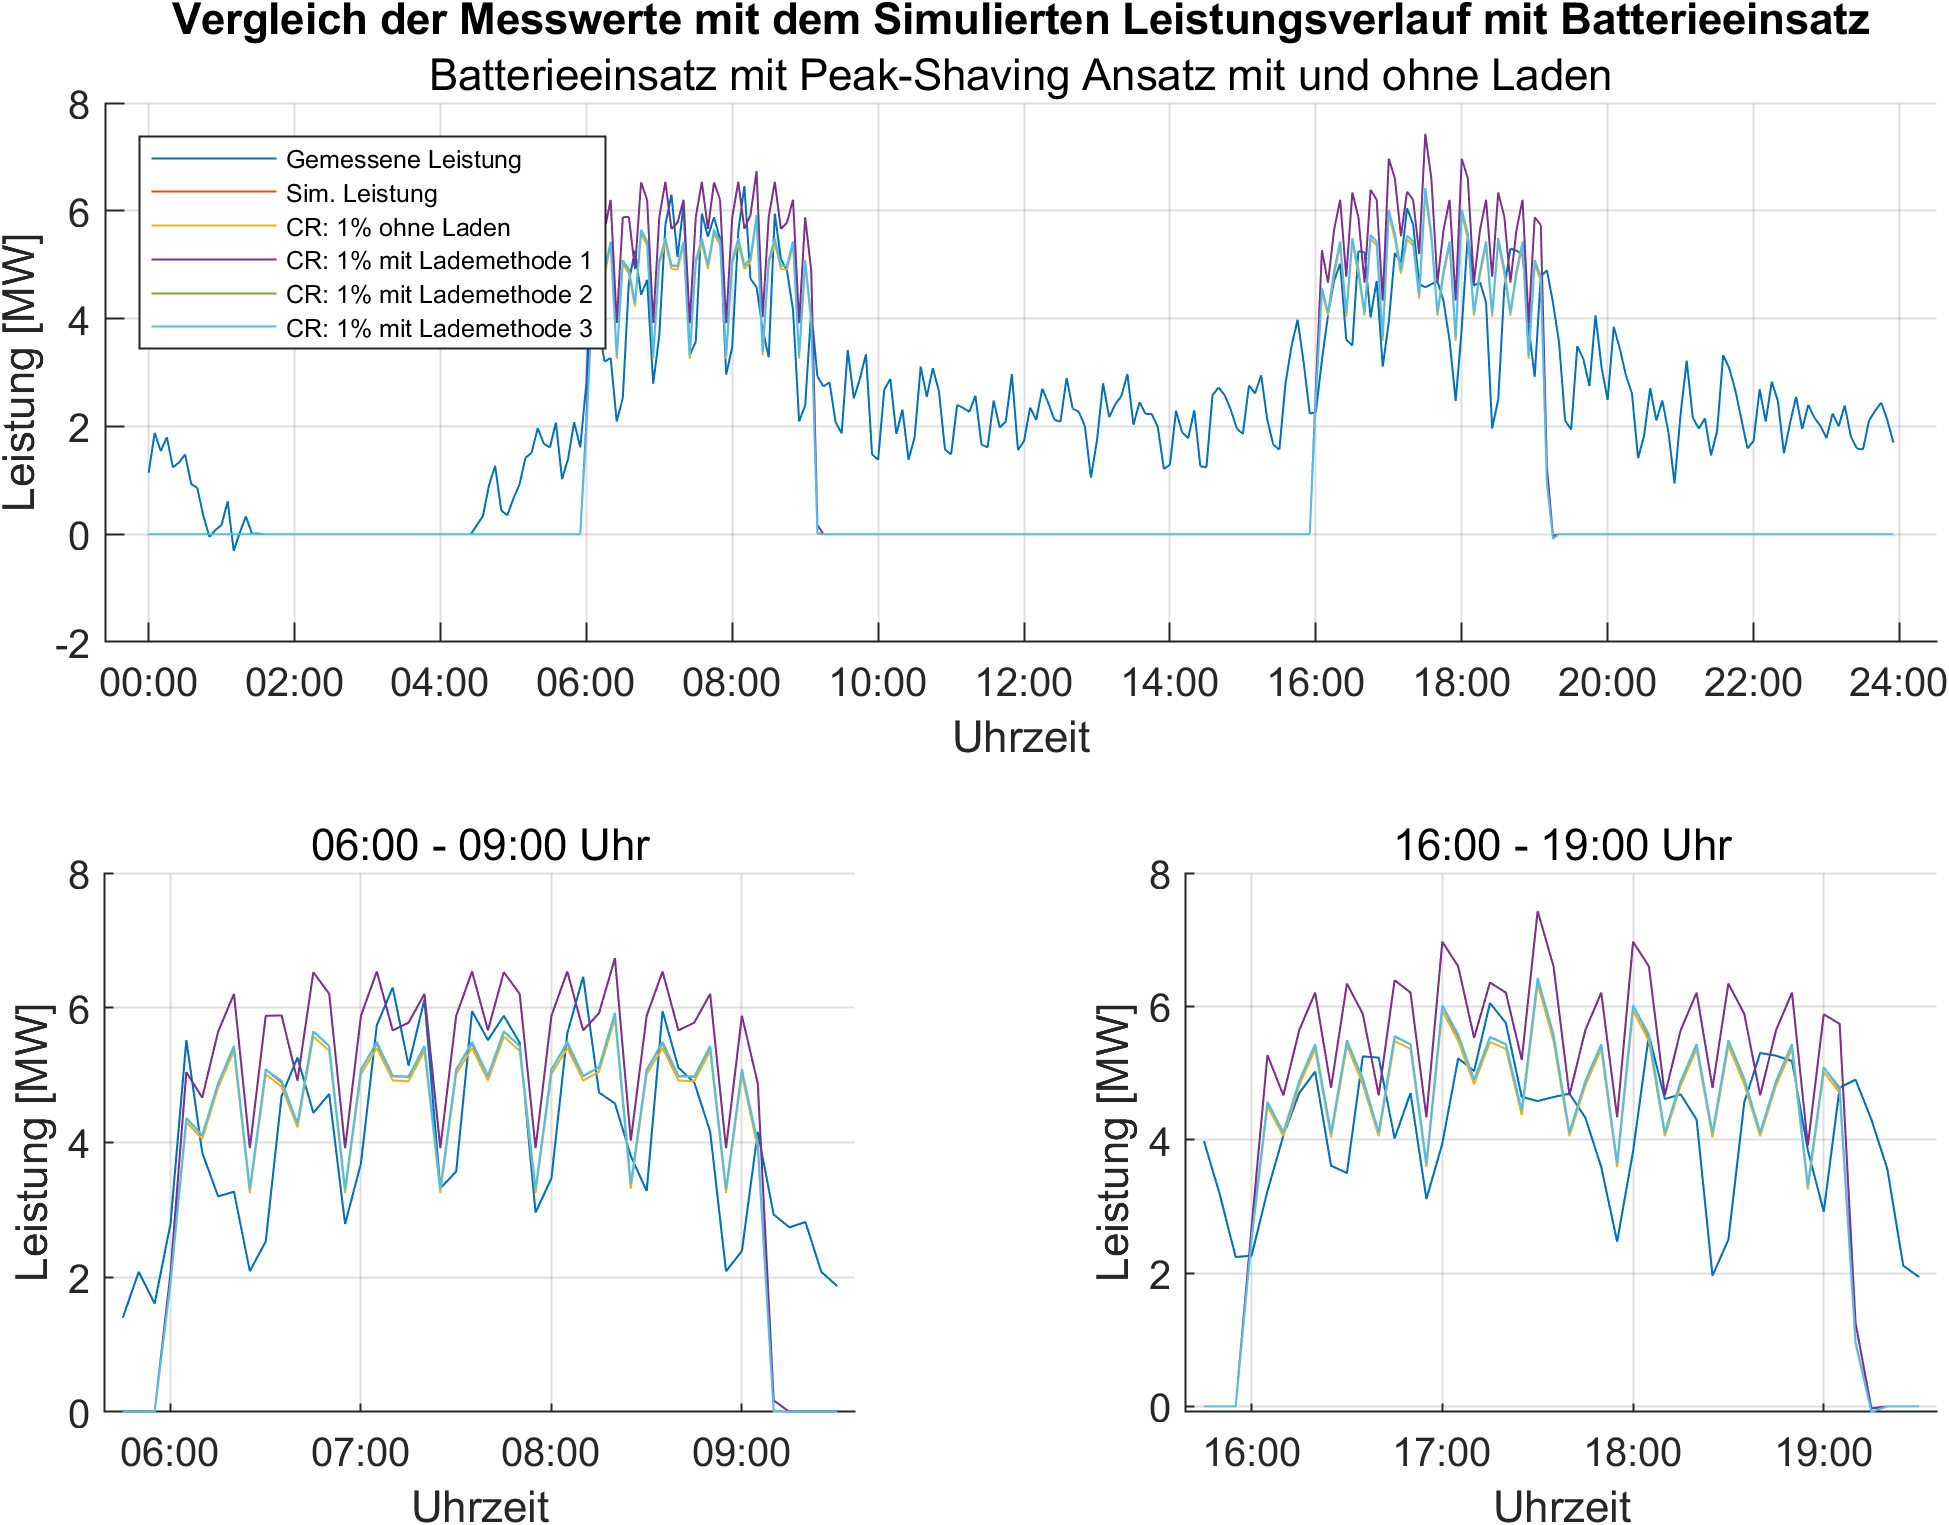 Vergleich der Messwerte mit dem Simulierten Leistungsverlauf mit Batterieeinsatz
Batterieeinsatz mit Peak-Shaving Ansatz mit und ohne Laden
8
6
4
2
0
-2
Leistung [MW]
Gemessene Leistung
Sim. Leistung
CR: 1% ohne Laden
CR: 1% mit Lademethode 1
CR: 1% mit Lademethode 2
CR: 1% mit Lademethode 3
00:00 02:00 04:00 06:00 08:00 10:00 12:00 14:00 16:00 18:00 20:00 22:00 24:00
Uhrzeit
06:00 - 09:00 Uhr
8
6
4
2
0
Leistung [MW]
06:00 07:00 08:00 09:00
Uhrzeit
16:00 - 19:00 Uhr
8
6
4
2
0
Leistung [MW]
16:00 17:00 18:00 19:00
Uhrzeit